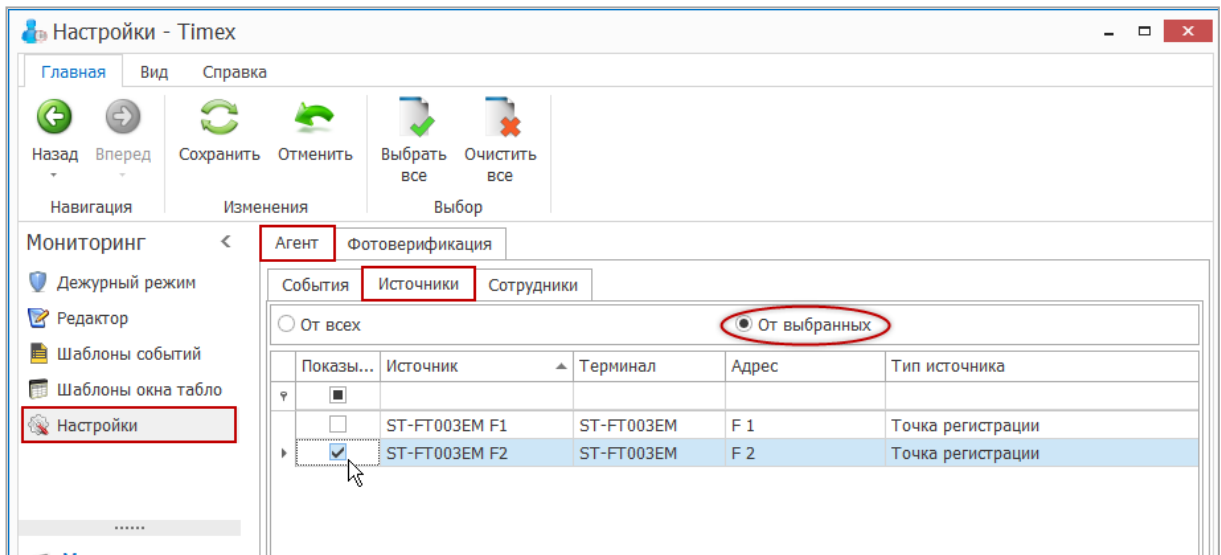 Настройки - Timex
Главная Вид Справка
Назад Вперед Сохранить Отменить Выбрать все Очистить все
Навигация Изменения Выбор
Мониторинг
Дежурный режим
Редактор
Шаблоны событий
Шаблоны окна табло
Настройки
Агент Фотоверификация
События Источники Сотрудники
От всех От выбранных
Показы... Источник Терминал Адрес Тип источника
ST-FT003EM F1 ST-FT003EM F 1 Точка регистрации
ST-FT003EM F2 ST-FT003EM F 2 Точка регистрации